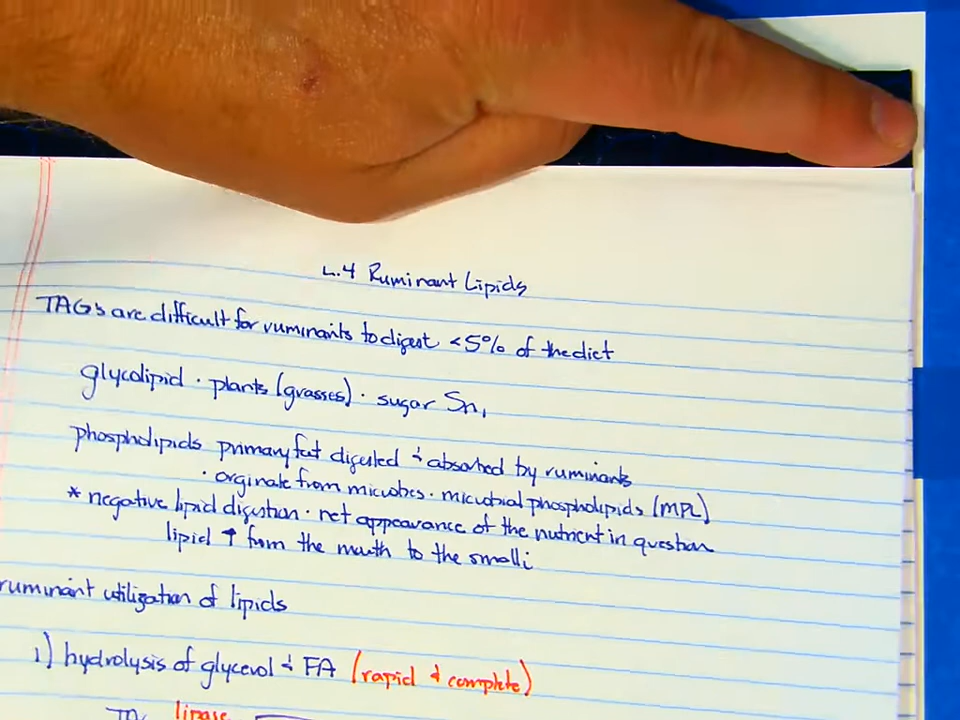 L.4 Ruminant Lipids
TAGs are difficult for ruminants to digest <5% of the diet
glycolipid · plants (grasses) · sugar Sn1
phospholipids primary fat digested & absorbed by ruminants
· orginate from microbes · microbial phospholipids (MPL)
* negative lipid digestion · net appearance of the nutrient in question
lipid ↑ from the mouth to the small i
ruminant utilization of lipids
1) hydrolysis of glycerol & FA (rapid & complete)
lipase